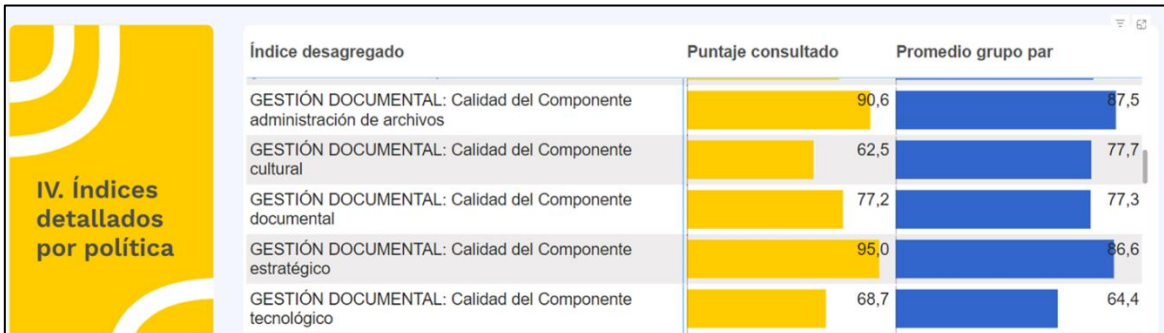 IV. Índices
detallados
por política
Índice desagregado Puntaje consultado Promedio grupo par
GESTIÓN DOCUMENTAL: Calidad del Componente
administración de archivos
90,6 87,5
GESTIÓN DOCUMENTAL: Calidad del Componente
cultural
62,5 77,7
GESTIÓN DOCUMENTAL: Calidad del Componente
documental
77,2 77,3
GESTIÓN DOCUMENTAL: Calidad del Componente
estratégico
95,0 86,6
GESTIÓN DOCUMENTAL: Calidad del Componente
tecnológico
68,7 64,4